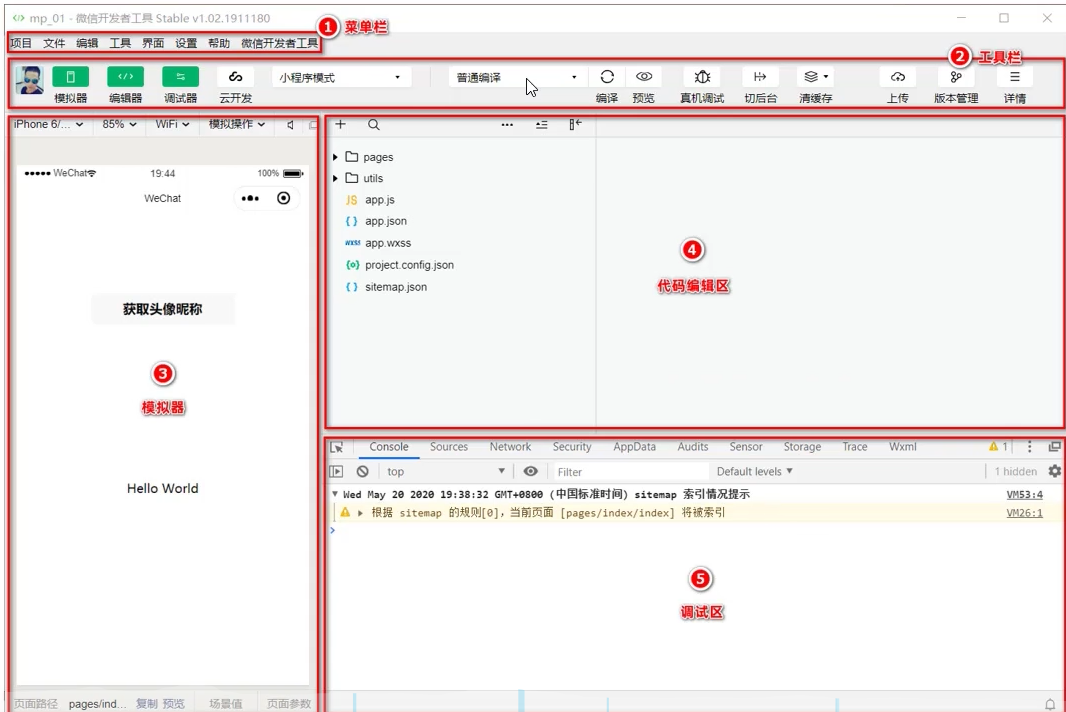 mp_01 - 微信开发者工具 Stable v1.02.1911180
1 菜单栏
项目 文件 编辑 工具 界面 设置 帮助 微信开发者工具
2 工具栏
小程序模式 普通编译
模拟器 编辑器 调试器 云开发 编译 预览 真机调试 切后台 清缓存 上传 版本管理 详情
iPhone 6/... 85% WiFi 模拟操作
WeChat 19:44 100%
WeChat
获取头像昵称
3
模拟器
Hello World
页面路径 pages/ind... 复制 预览 场景值 页面参数
pages
utils
JS app.js
{ } app.json
wxss app.wxss
{o} project.config.json
{ } sitemap.json
4
代码编辑区
Console Sources Network Security AppData Audits Sensor Storage Trace Wxml 1
top Filter Default levels 1 hidden
Wed May 20 2020 19:38:32 GMT+0800 (中国标准时间) sitemap 索引情况提示 VM53:4
根据 sitemap 的规则[0]，当前页面 [pages/index/index] 将被索引 VM26:1
5
调试区